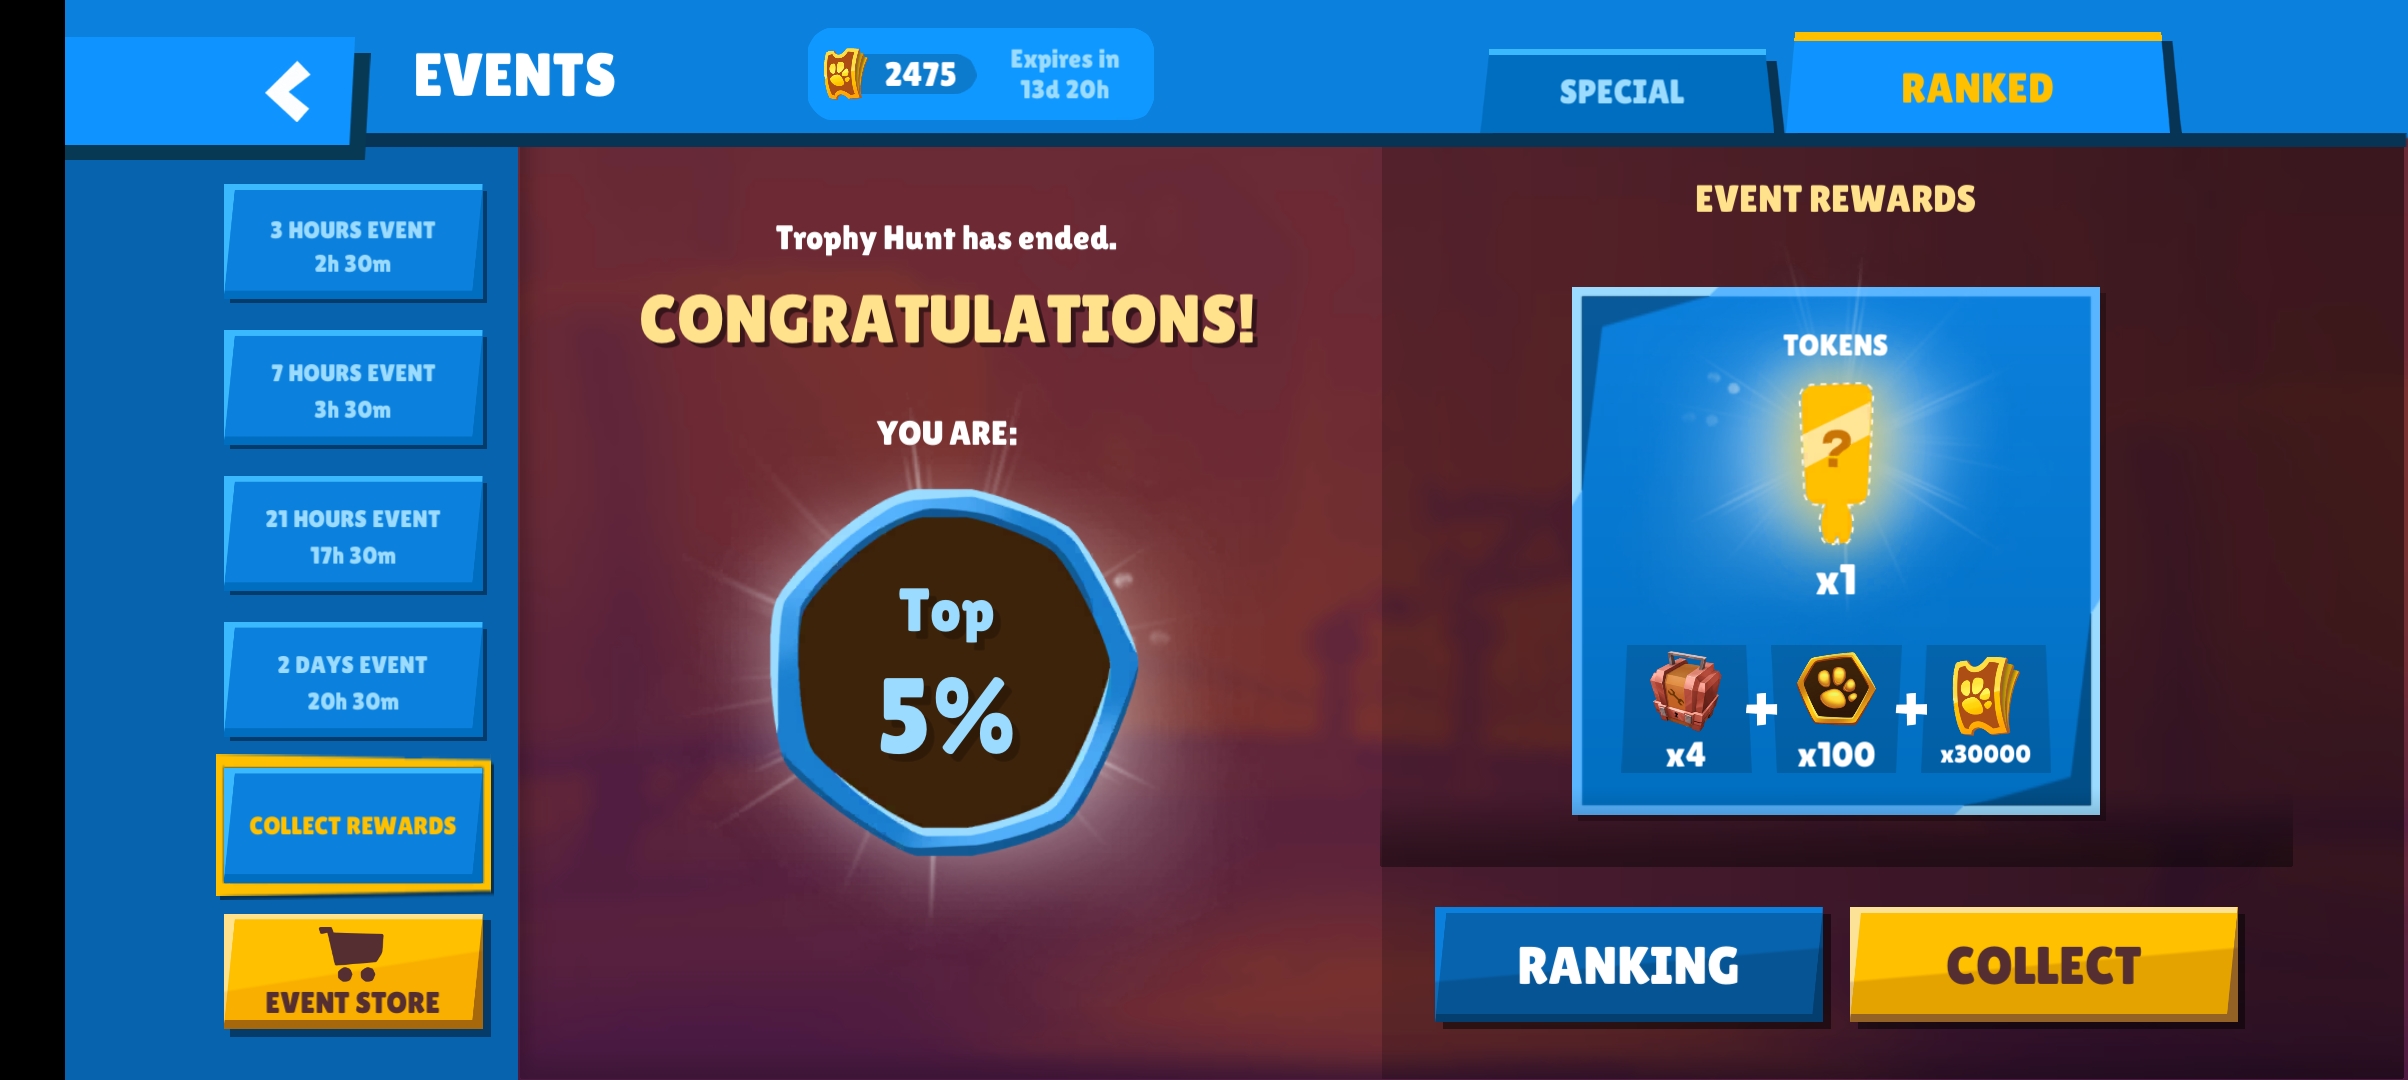 EVENTS
2475
Expires in
13d 20h
SPECIAL
RANKED
3 HOURS EVENT
2h 30m
7 HOURS EVENT
3h 30m
21 HOURS EVENT
17h 30m
2 DAYS EVENT
20h 30m
COLLECT REWARDS
EVENT STORE
Trophy Hunt has ended.
CONGRATULATIONS!
YOU ARE:
Top
5%
EVENT REWARDS
TOKENS
?
x1
x4 + x100 + x30000
RANKING
COLLECT